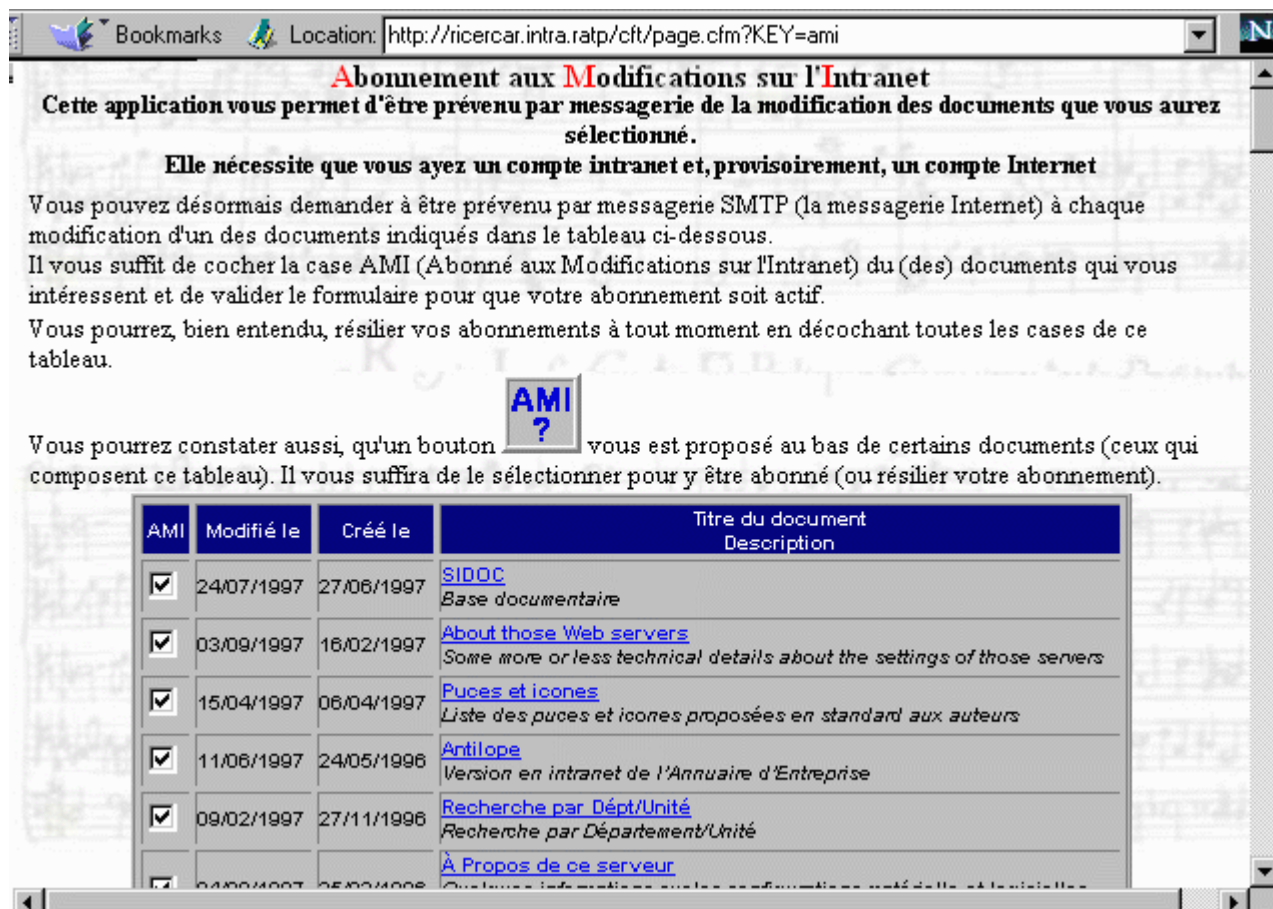 Bookmarks Location: http://ricercar.intra.ratp/cft/page.cfm?KEY=ami N
Abonnement aux Modifications sur l'Intranet
Cette application vous permet d'être prévenu par messagerie de la modification des documents que vous aurez
sélectionné.
Elle nécessite que vous ayez un compte intranet et, provisoirement, un compte Internet
Vous pouvez désormais demander à être prévenu par messagerie SMTP (la messagerie Internet) à chaque
modification d'un des documents indiqués dans le tableau ci-dessous.
Il vous suffit de cocher la case AMI (Abonné aux Modifications sur l'Intranet) du (des) documents qui vous
intéressent et de valider le formulaire pour que votre abonnement soit actif.
Vous pourrez, bien entendu, résilier vos abonnements à tout moment en décochant toutes les cases de ce
tableau.
AMI
?
Vous pourrez constater aussi, qu'un bouton vous est proposé au bas de certains documents (ceux qui
composent ce tableau). Il vous suffira de le sélectionner pour y être abonné (ou résilier votre abonnement).
AMI Modifié le Créé le Titre du document
Description
24/07/1997 27/06/1997 SIDOC
Base documentaire
03/09/1997 16/02/1997 About those Web servers
Some more or less technical details about the settings of those servers
15/04/1997 06/04/1997 Puces et icones
Liste des puces et icones proposées en standard aux auteurs
11/06/1997 24/05/1996 Antilope
Version en intranet de l'Annuaire d'Entreprise
09/02/1997 27/11/1996 Recherche par Dépt/Unité
Recherche par Département/Unité
À Propos de ce serveur